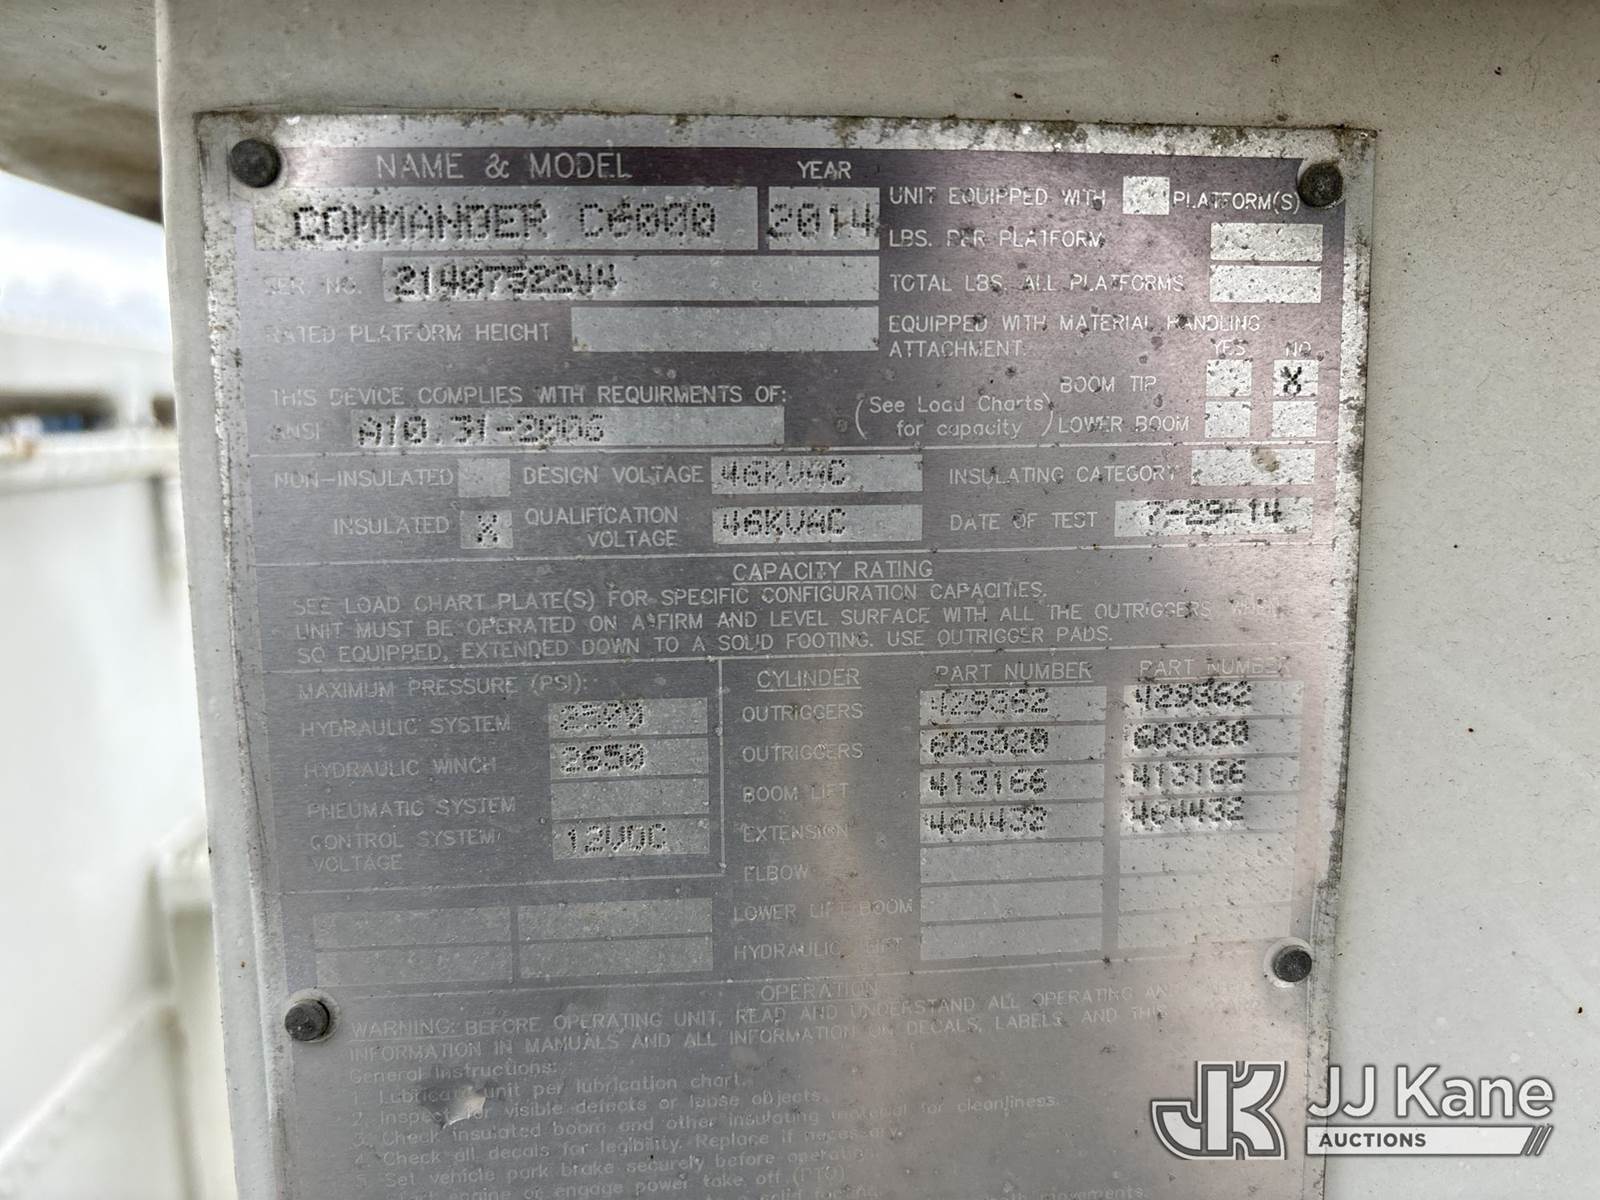 NAME & MODEL YEAR
COMMANDER C6000 2014
UNIT EQUIPPED WITH PLATFORM(S)
LBS. PER PLATFORM
SER. NO. 2140752244
TOTAL LBS. ALL PLATFORMS
RATED PLATFORM HEIGHT
EQUIPPED WITH MATERIAL HANDLING
ATTACHMENT. YES NO
BOOM TIP X
THIS DEVICE COMPLIES WITH REQUIRMENTS OF:
ANSI A10.31-2006
(See Load Charts for capacity) LOWER BOOM
NON-INSULATED DESIGN VOLTAGE 46KVAC INSULATING CATEGORY
INSULATED X QUALIFICATION VOLTAGE 46KVAC DATE OF TEST 7-29-14
CAPACITY RATING
SEE LOAD CHART PLATE(S) FOR SPECIFIC CONFIGURATION CAPACITIES.
UNIT MUST BE OPERATED ON A FIRM AND LEVEL SURFACE WITH ALL THE OUTRIGGERS WHEN
SO EQUIPPED, EXTENDED DOWN TO A SOLID FOOTING. USE OUTRIGGER PADS.
MAXIMUM PRESSURE (PSI):
HYDRAULIC SYSTEM
HYDRAULIC WINCH 2650
PNEUMATIC SYSTEM
CONTROL SYSTEM VOLTAGE 12VDC
CYLINDER PART NUMBER PART NUMBER
OUTRIGGERS 429362 429362
OUTRIGGERS 603020 603020
BOOM LIFT 413166 413166
EXTENSION 464432 464432
ELBOW
LOWER LIFT BOOM
HYDRAULIC
OPERATION
WARNING: BEFORE OPERATING UNIT, READ AND UNDERSTAND ALL OPERATING
INFORMATION IN MANUALS AND ALL INFORMATION ON DECALS, LABELS, AND THIS
General Instructions:
1. Lubricate unit per lubrication chart.
2. Inspect for visible defects or loose objects.
3. Check insulated boom and other insulating material for cleanliness.
4. Check all decals for legibility. Replace if necessary.
5. Set vehicle park brake securely before
engine or engage power take off (PTO)
JJ Kane
AUCTIONS